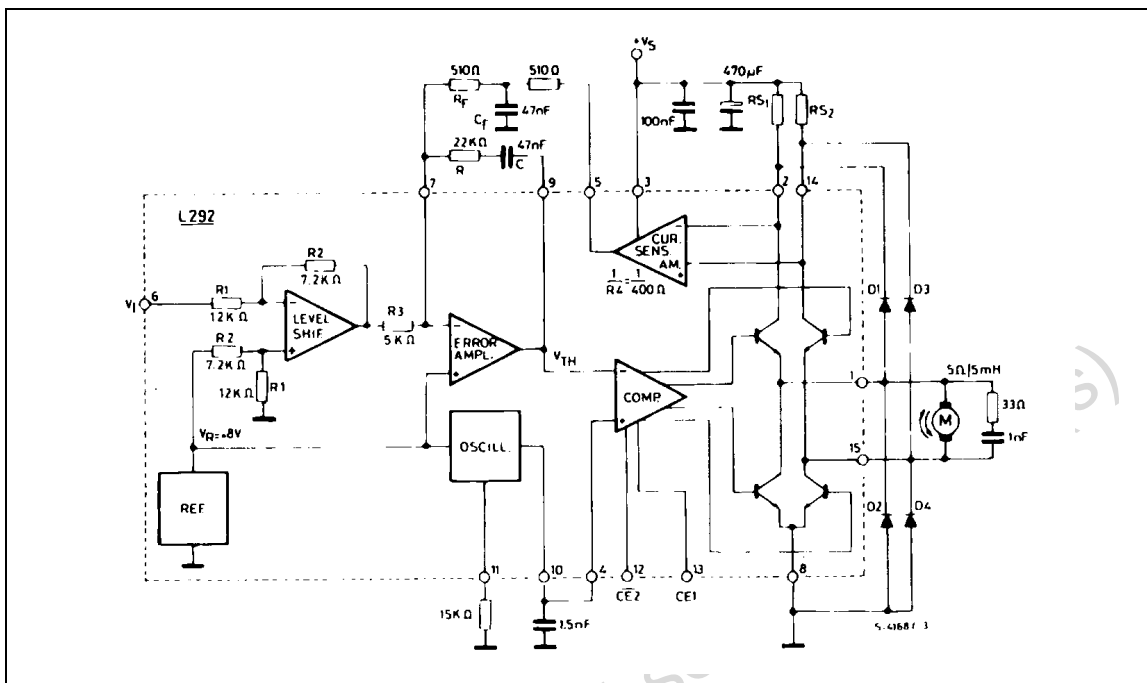 +VS
510Ω
510Ω
470µF
RF
47nF
Cf
RS1
RS2
100nF
22KΩ
47nF
R
C
7
9
5
3
2
14
L292
CUR.
SENS.
AM.
1/R4 = 1/400Ω
R2
7.2KΩ
VI
6
R1
12KΩ
LEVEL
SHIF.
R3
5KΩ
ERROR
AMPL.
VTH
R2
7.2KΩ
12KΩ
R1
D1
D3
1
5Ω/5mH
33Ω
M
1nF
COMP.
VR=+8V
OSCILL.
15
REF
D2
D4
11
10
4
12
13
8
CE2
CE1
15KΩ
1.5nF